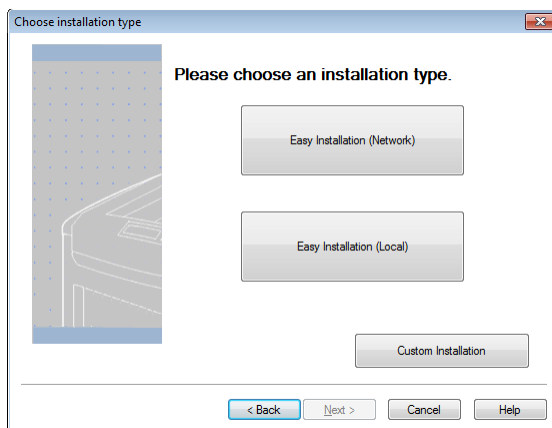 Choose installation type
Please choose an installation type.
Easy Installation (Network)
Easy Installation (Local)
Custom Installation
< Back
Next >
Cancel
Help